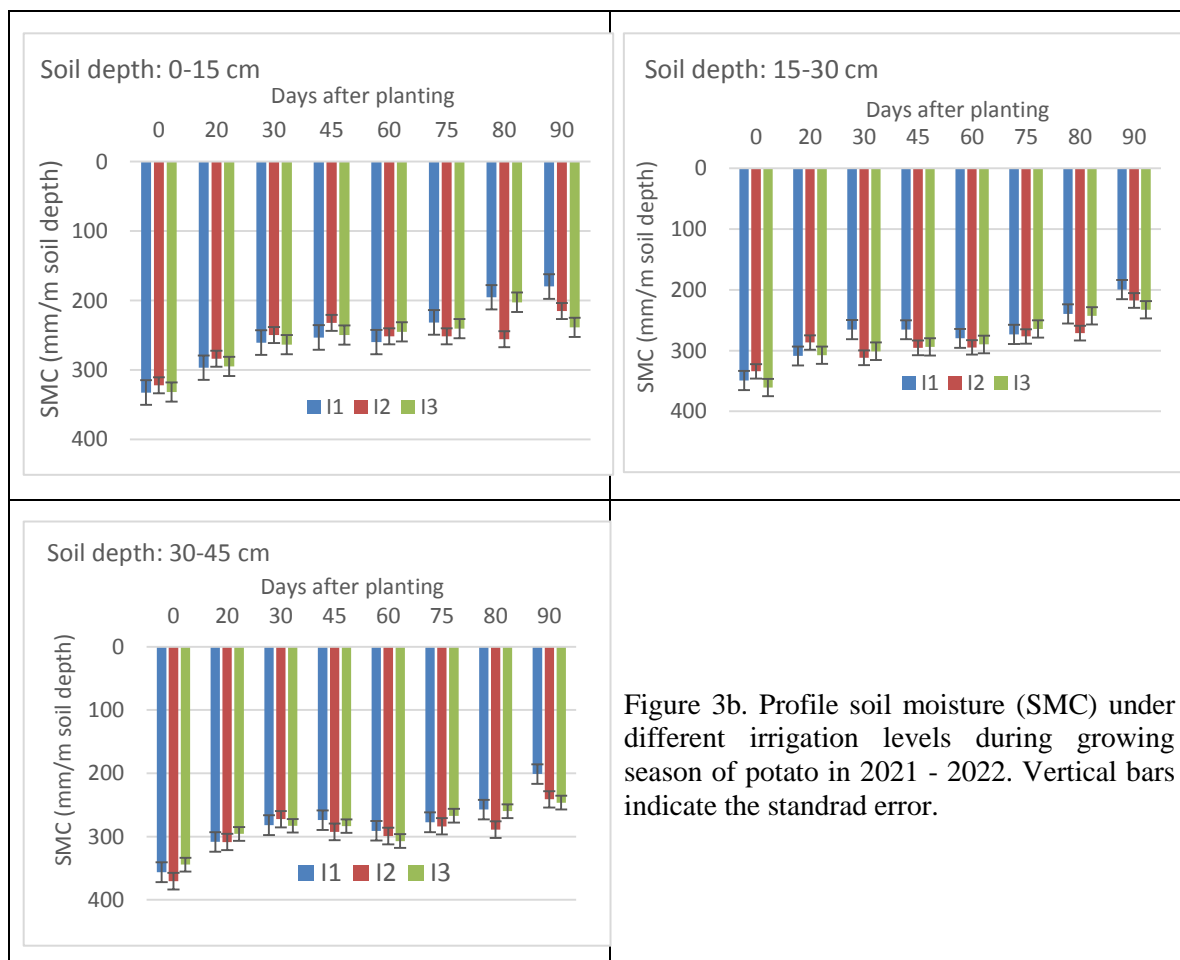 Soil depth: 0-15 cm
Days after planting
0 20 30 45 60 75 80 90
0
100
200
300
400
SMC (mm/m soil depth)
I1 I2 I3
Soil depth: 15-30 cm
Days after planting
0 20 30 45 60 75 80 90
0
100
200
300
400
SMC (mm/m soil depth)
I1 I2 I3
Soil depth: 30-45 cm
Days after planting
0 20 30 45 60 75 80 90
0
100
200
300
400
SMC (mm/m soil depth)
I1 I2 I3
Figure 3b. Profile soil moisture (SMC) under
different irrigation levels during growing
season of potato in 2021 - 2022. Vertical bars
indicate the standrad error.